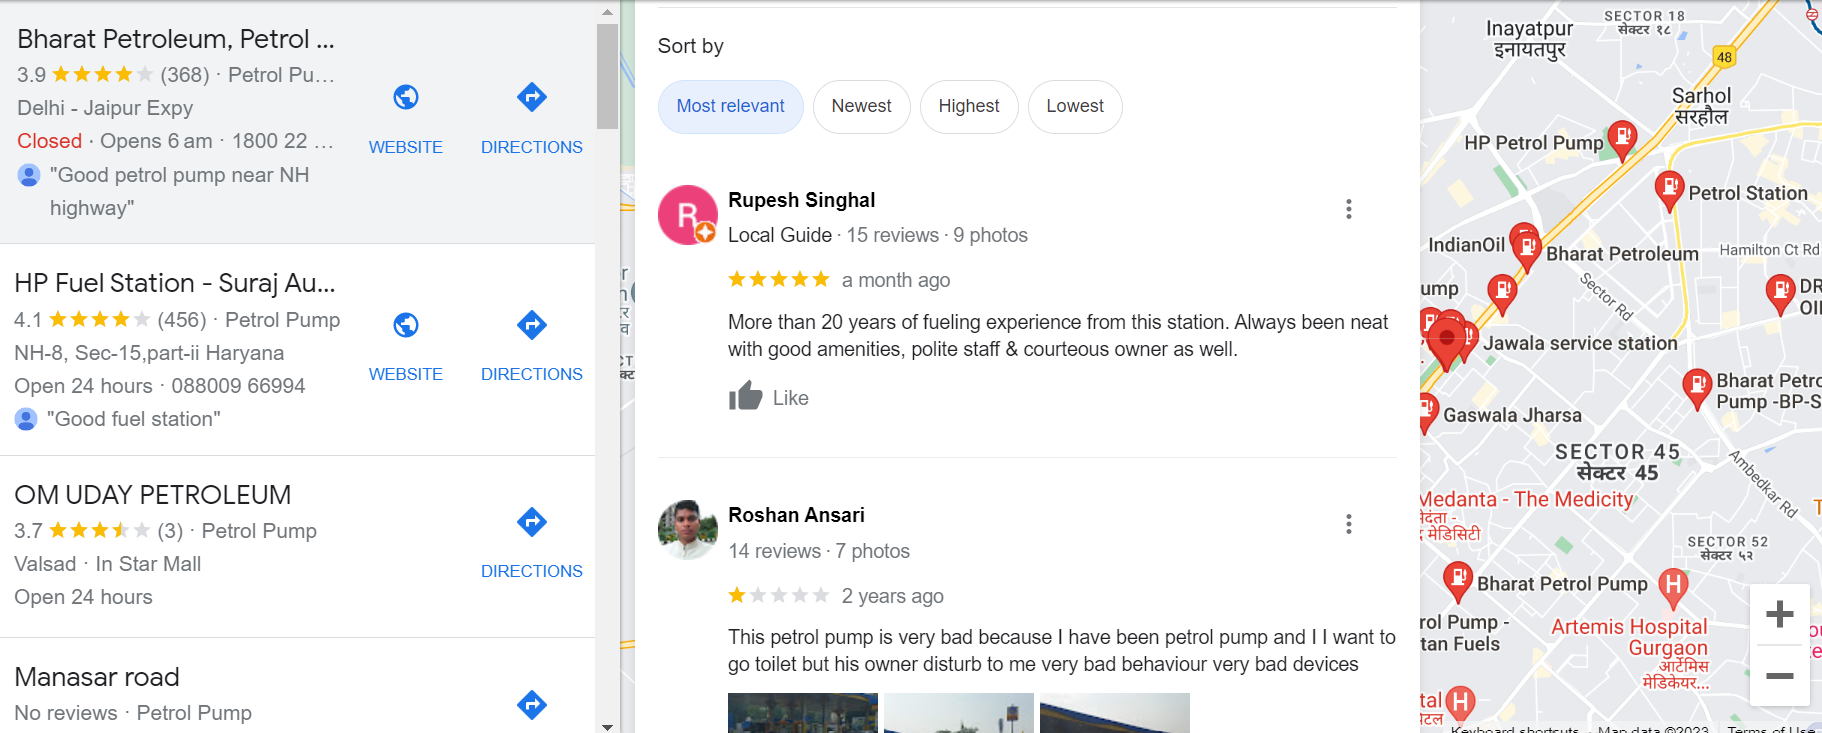 Bharat Petroleum, Petrol ...
3.9 (368) · Petrol Pu...
Delhi - Jaipur Expy
Closed · Opens 6 am · 1800 22 ...
WEBSITE
DIRECTIONS
"Good petrol pump near NH
highway"
HP Fuel Station - Suraj Au...
4.1 (456) · Petrol Pump
NH-8, Sec-15,part-ii Haryana
Open 24 hours · 088009 66994
WEBSITE
DIRECTIONS
"Good fuel station"
OM UDAY PETROLEUM
3.7 (3) · Petrol Pump
Valsad · In Star Mall
Open 24 hours
DIRECTIONS
Manasar road
No reviews · Petrol Pump
Sort by
Most relevant
Newest
Highest
Lowest
R
Rupesh Singhal
Local Guide · 15 reviews · 9 photos
a month ago
More than 20 years of fueling experience from this station. Always been neat
with good amenities, polite staff & courteous owner as well.
Like
Roshan Ansari
14 reviews · 7 photos
2 years ago
This petrol pump is very bad because I have been petrol pump and I I want to
go toilet but his owner disturb to me very bad behaviour very bad devices
SECTOR 18
सेक्टर १८
Inayatpur
इनायतपुर
48
Sarhol
सरहौल
HP Petrol Pump
Petrol Station
IndianOil
Bharat Petroleum
Hamilton Ct Rd
ump
Sector Rd
DR
OIL
Jawala service station
Bharat Petro
Pump -BP-S
Gaswala Jharsa
SECTOR 45
सेक्टर 45
Ambedkar Rd
Medanta - The Medicity
मेडिसिटी
SECTOR 52
सेक्टर ५२
Bharat Petrol Pump
H
rol Pump -
tan Fuels
Artemis Hospital
Gurgaon
आर्टेमिस
मेडिकेयर...
tal
H
Keyboard shortcuts
Map data ©2023
Terms of Use